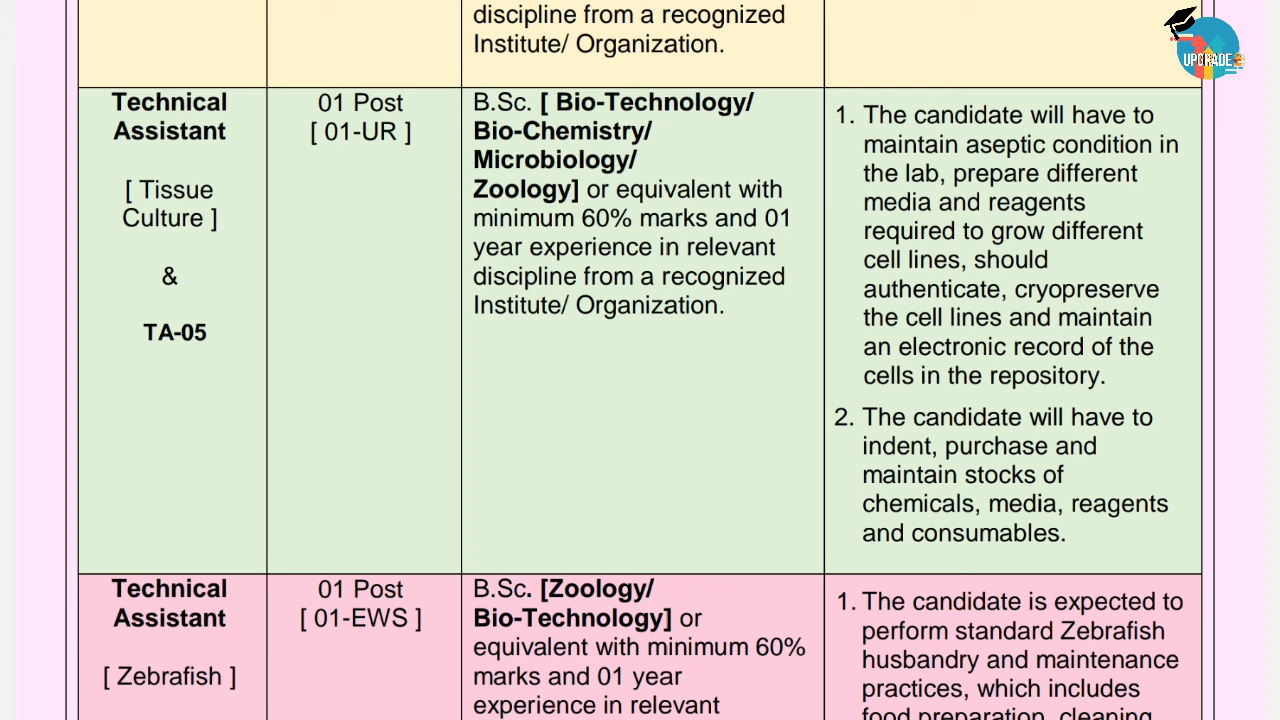 discipline from a recognized
Institute/ Organization.
UPGRADE
Technical
Assistant
[ Tissue
Culture ]
&
TA-05
01 Post
[ 01-UR ]
B.Sc. [ Bio-Technology/
Bio-Chemistry/
Microbiology/
Zoology] or equivalent with
minimum 60% marks and 01
year experience in relevant
discipline from a recognized
Institute/ Organization.
1. The candidate will have to
maintain aseptic condition in
the lab, prepare different
media and reagents
required to grow different
cell lines, should
authenticate, cryopreserve
the cell lines and maintain
an electronic record of the
cells in the repository.
2. The candidate will have to
indent, purchase and
maintain stocks of
chemicals, media, reagents
and consumables.
Technical
Assistant
[ Zebrafish ]
01 Post
[ 01-EWS ]
B.Sc. [Zoology/
Bio-Technology] or
equivalent with minimum 60%
marks and 01 year
experience in relevant
1. The candidate is expected to
perform standard Zebrafish
husbandry and maintenance
practices, which includes
food preparation, cleaning